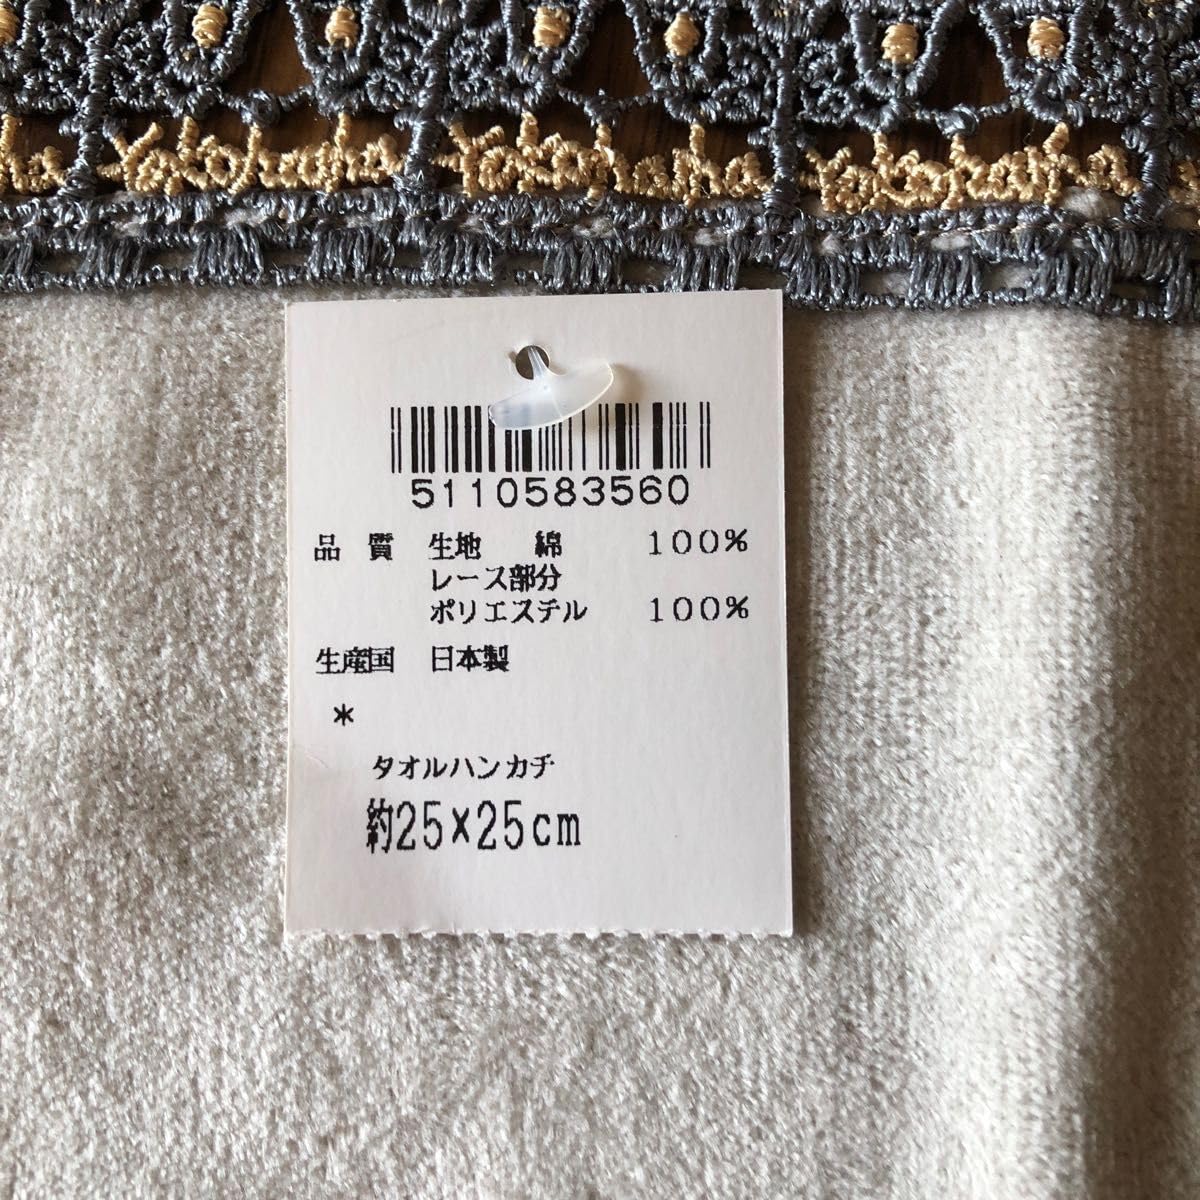 Yokohama Yokohama Yokohama
5110583560
品質 生地 綿 100%
レース部分
ポリエステル 100%
生産国 日本製
*
タオルハンカチ
約25×25cm